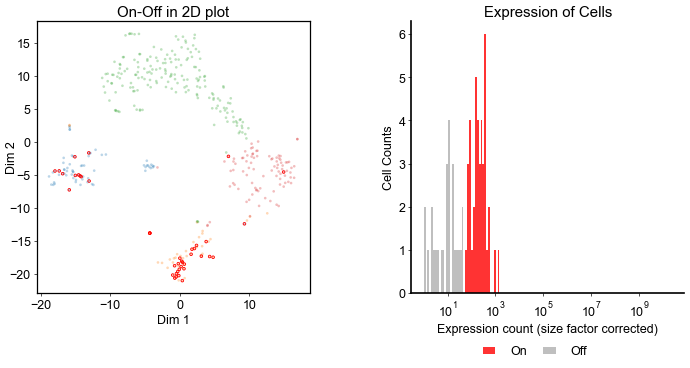 On-Off in 2D plot
15
10
5
0
−5
−10
−15
−20
−20 −10 0 10
Dim 2
Dim 1
Expression of Cells
6
5
4
3
2
1
0
Cell Counts
10^1 10^3 10^5 10^7 10^9
Expression count (size factor corrected)
On Off